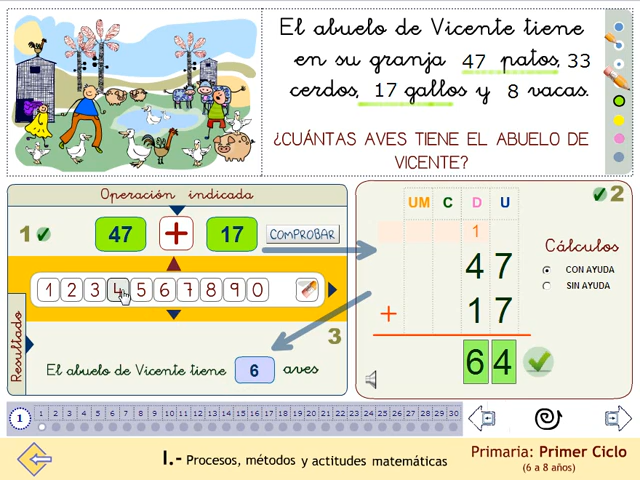 El abuelo de Vicente tiene
en su granja 47 patos, 33
cerdos, 17 gallos y 8 vacas.
¿CUÁNTAS AVES TIENE EL ABUELO DE
VICENTE?
Operación indicada
1
47 + 17 COMPROBAR
1 2 3 4 5 6 7 8 9 0
Resultado
3
El abuelo de Vicente tiene 6 aves
UM C D U
1
47
+ 17
64
2
Cálculos
CON AYUDA
SIN AYUDA
1
1 2 3 4 5 6 7 8 9 10 11 12 13 14 15 16 17 18 19 20 21 22 23 24 25 26 27 28 29 30
I.- Procesos, métodos y actitudes matemáticas
Primaria: Primer Ciclo
(6 a 8 años)